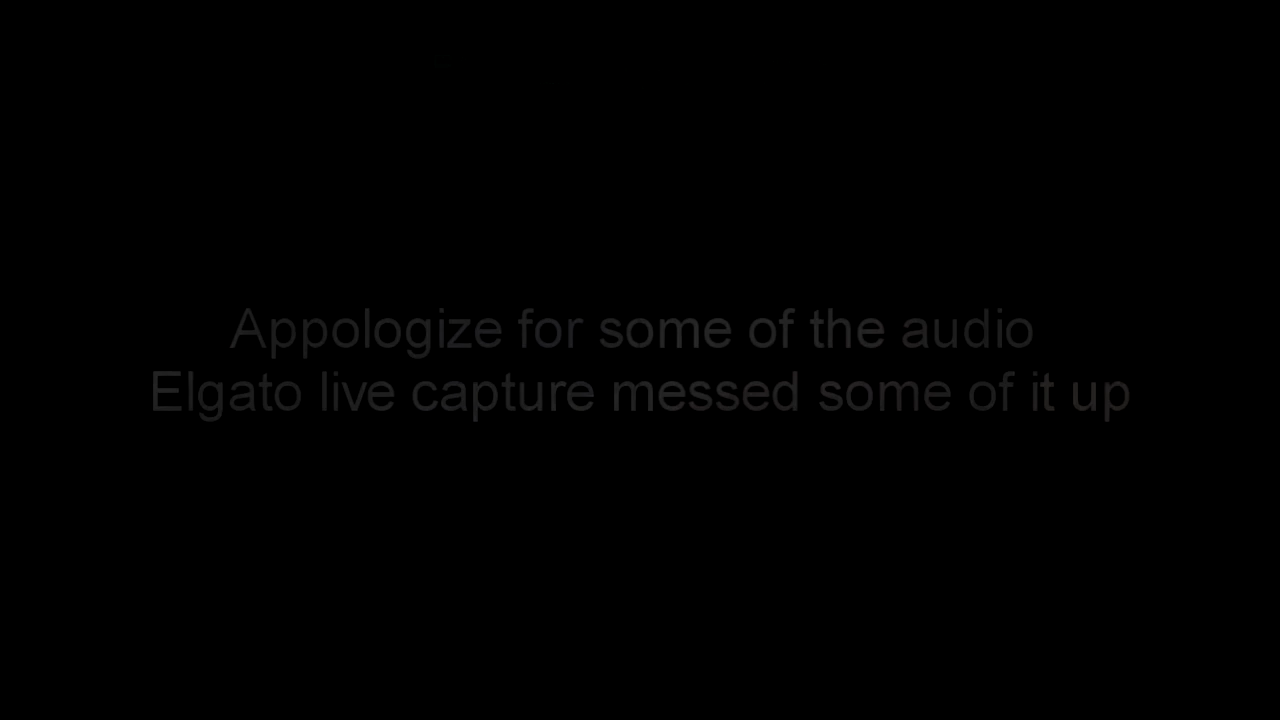 Appologize for some of the audio
Elgato live capture messed some of it up